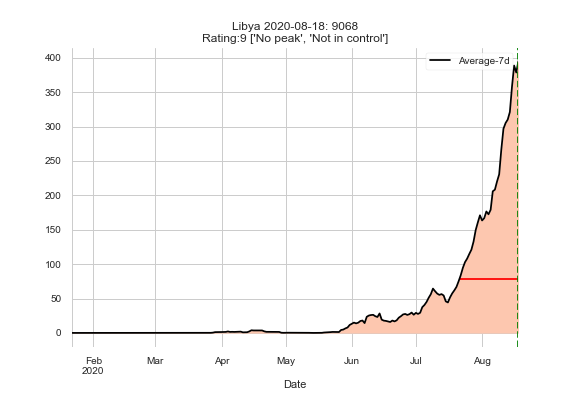 Libya 2020-08-18: 9068
Rating:9 ['No peak', 'Not in control']
Average-7d
400
350
300
250
200
150
100
50
0
Feb Mar Apr May Jun Jul Aug
2020
Date